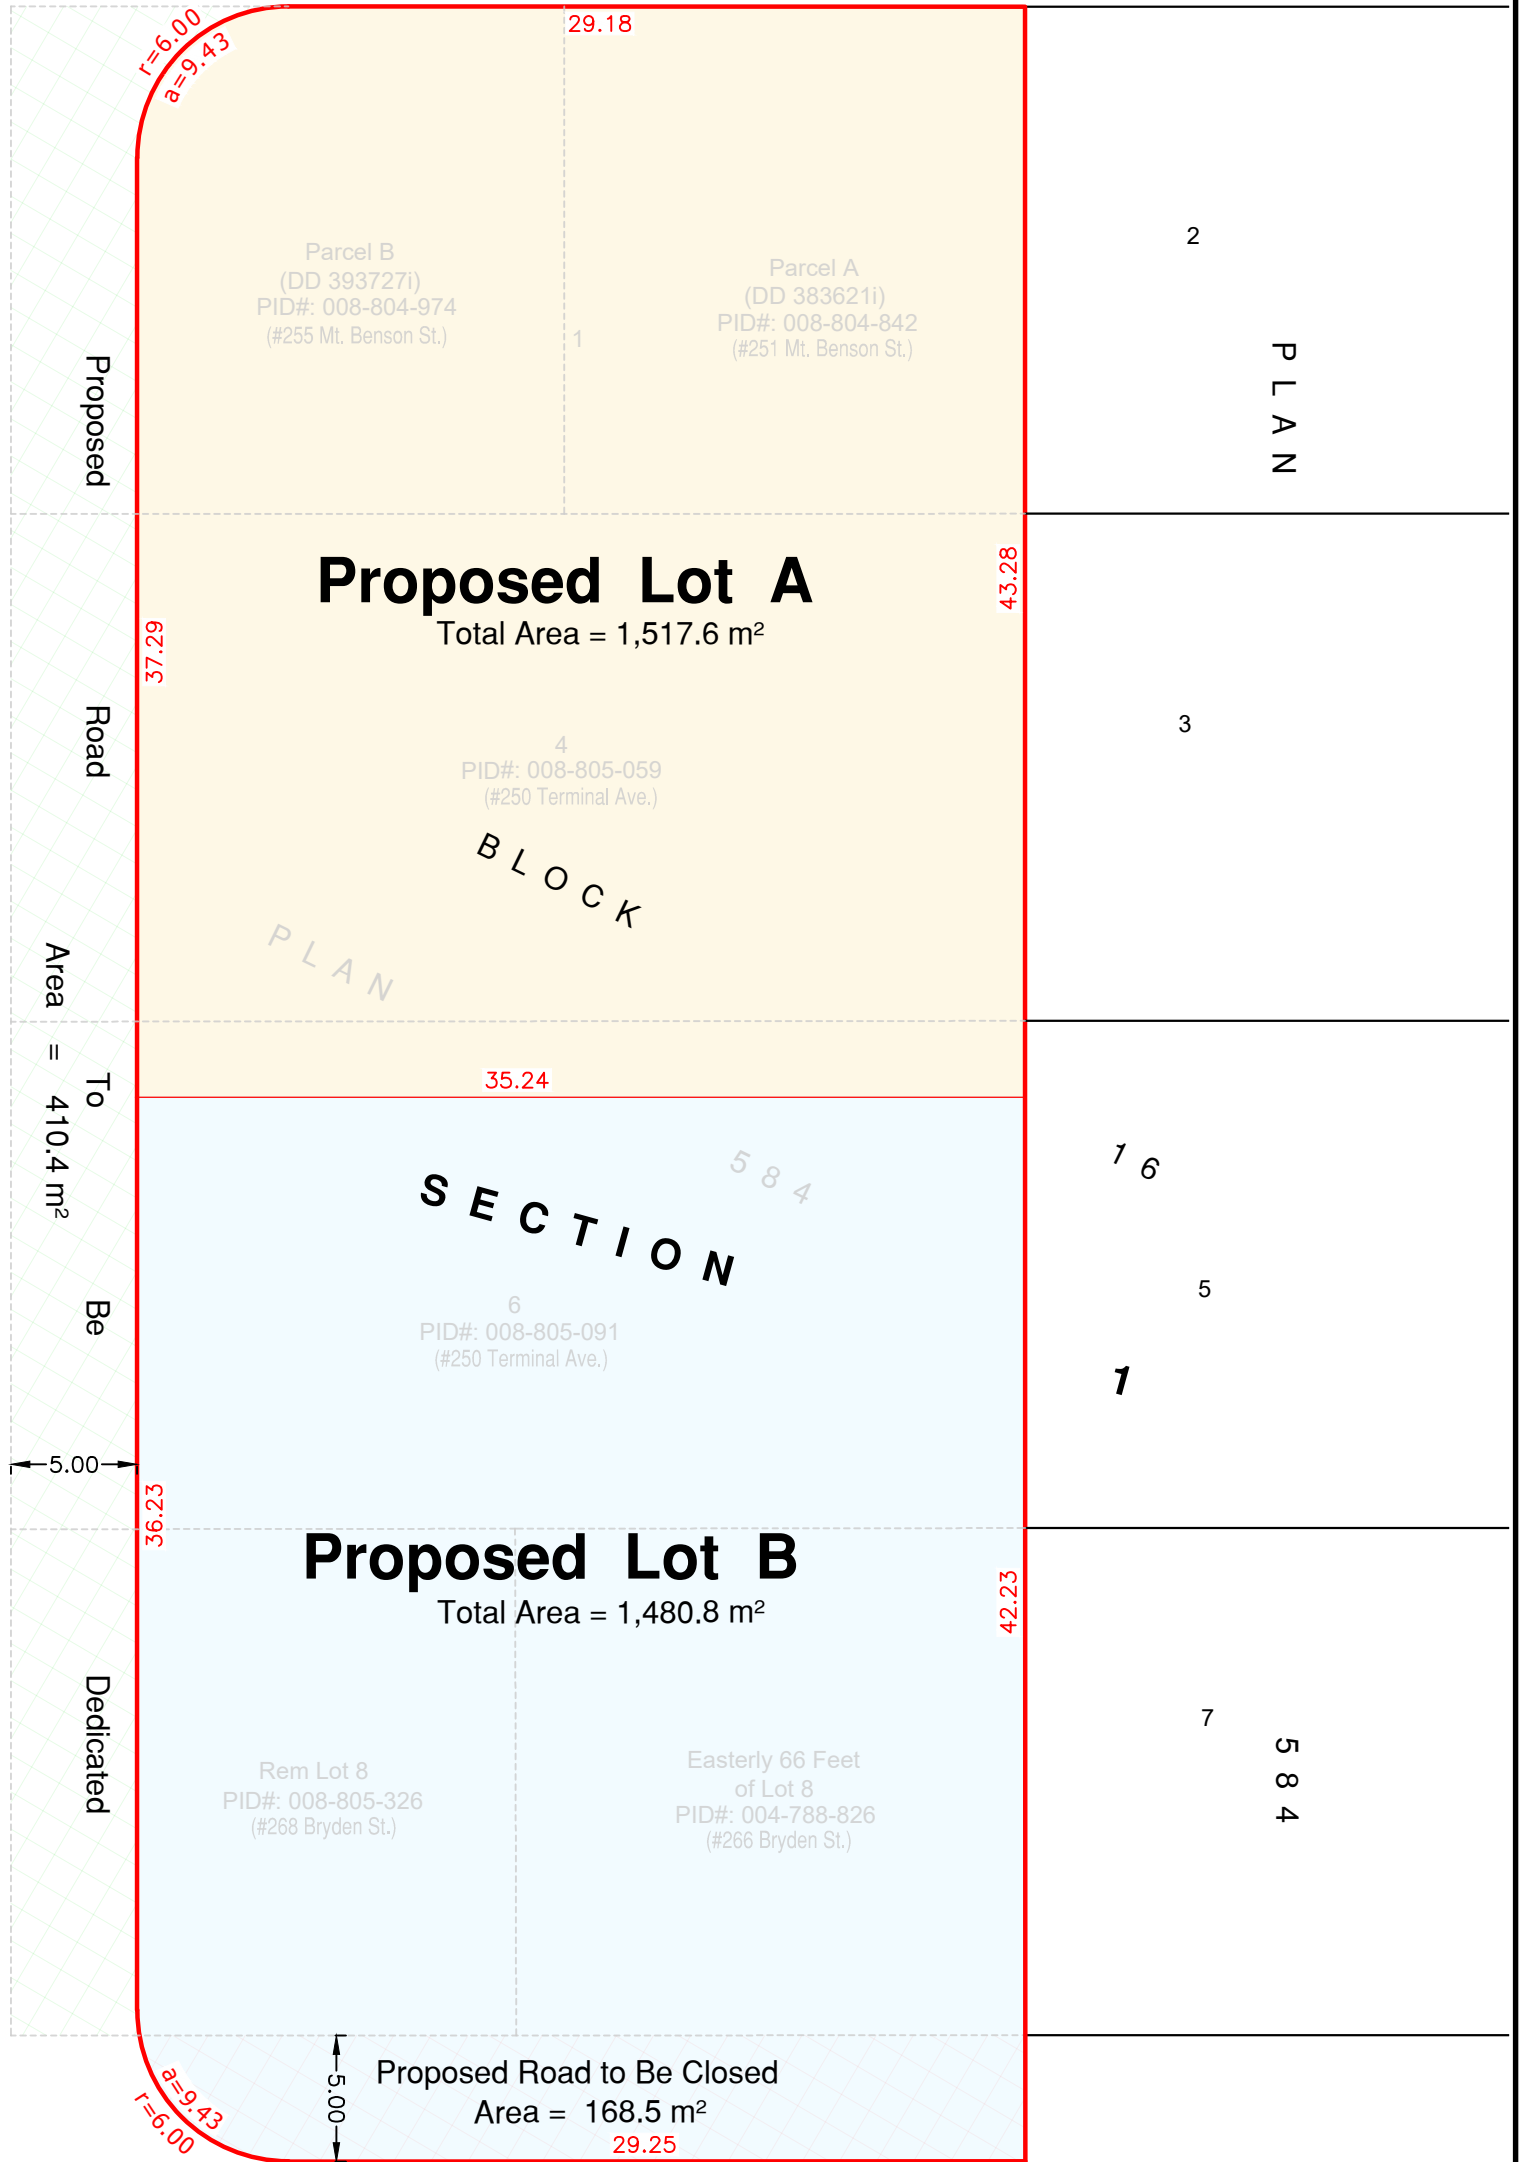 29.18
r=6.00
a=9.43
2
Parcel B
(DD 393727i)
PID#: 008-804-974
(#255 Mt. Benson St.)
1
Parcel A
(DD 383621i)
PID#: 008-804-842
(#251 Mt. Benson St.)
PLAN
Proposed Road To Be Dedicated
Area = 410.4 m²
Proposed Lot A
Total Area = 1,517.6 m²
43.28
37.29
3
4
PID#: 008-805-059
(#250 Terminal Ave.)
BLOCK
PLAN
35.24
584
16
SECTION
5
6
PID#: 008-805-091
(#250 Terminal Ave.)
1
5.00
36.23
Proposed Lot B
Total Area = 1,480.8 m²
42.23
7
584
Rem Lot 8
PID#: 008-805-326
(#268 Bryden St.)
Easterly 66 Feet
of Lot 8
PID#: 004-788-826
(#266 Bryden St.)
a=9.43
r=6.00
5.00
Proposed Road to Be Closed
Area = 168.5 m²
29.25